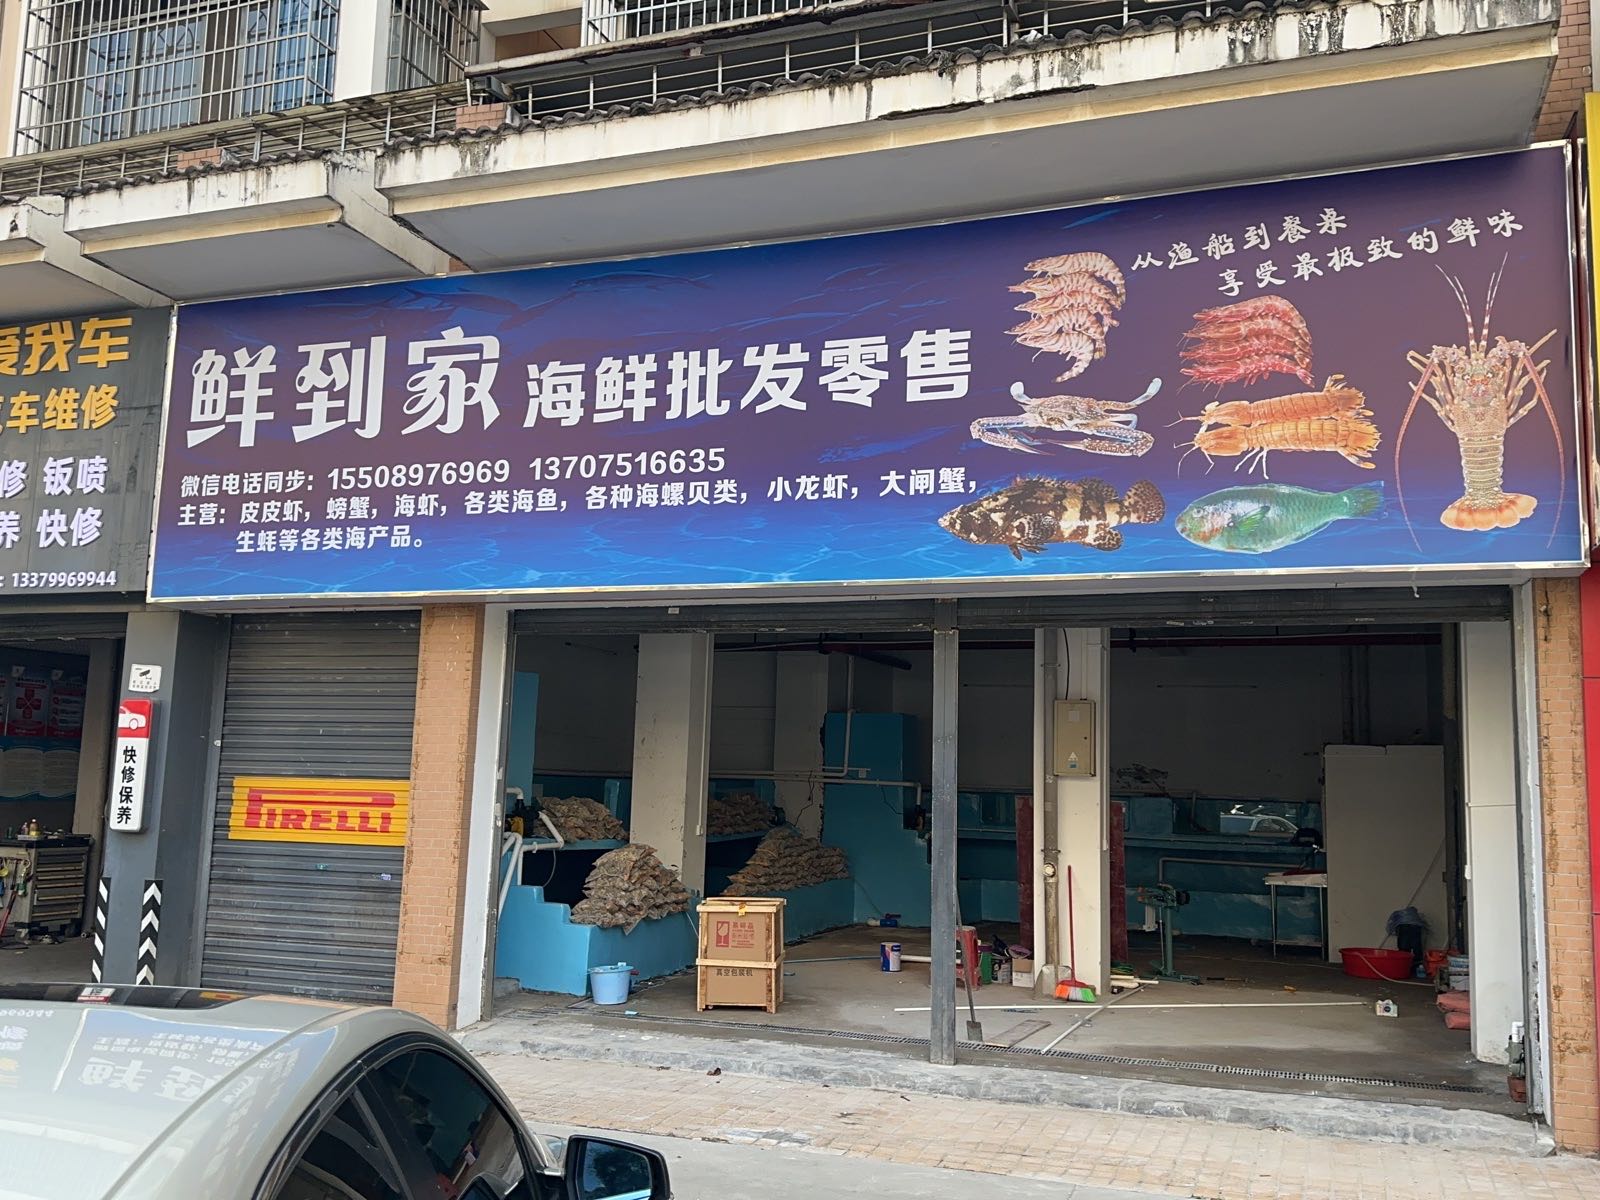 从渔船到餐桌
享受最极致的鲜味
鲜到家 海鲜批发零售
微信电话同步：15508976969 13707516635
主营：皮皮虾，螃蟹，海虾，各类海鱼，各种海螺贝类，小龙虾，大闸蟹，
生蚝等各类海产品。
爱我车
车维修
修 钣喷
养 快修
: 13379969944
快修保养
PIRELLI
真空包装机